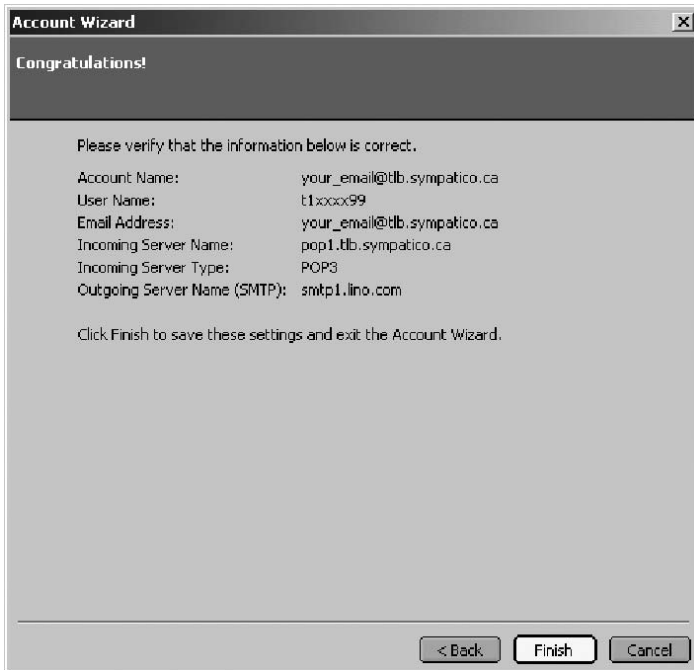 Account Wizard
Congratulations!
Please verify that the information below is correct.
Account Name: your_email@tlb.sympatico.ca
User Name: t1xxxx99
Email Address: your_email@tlb.sympatico.ca
Incoming Server Name: pop1.tlb.sympatico.ca
Incoming Server Type: POP3
Outgoing Server Name (SMTP): smtp1.lino.com
Click Finish to save these settings and exit the Account Wizard.
< Back Finish Cancel